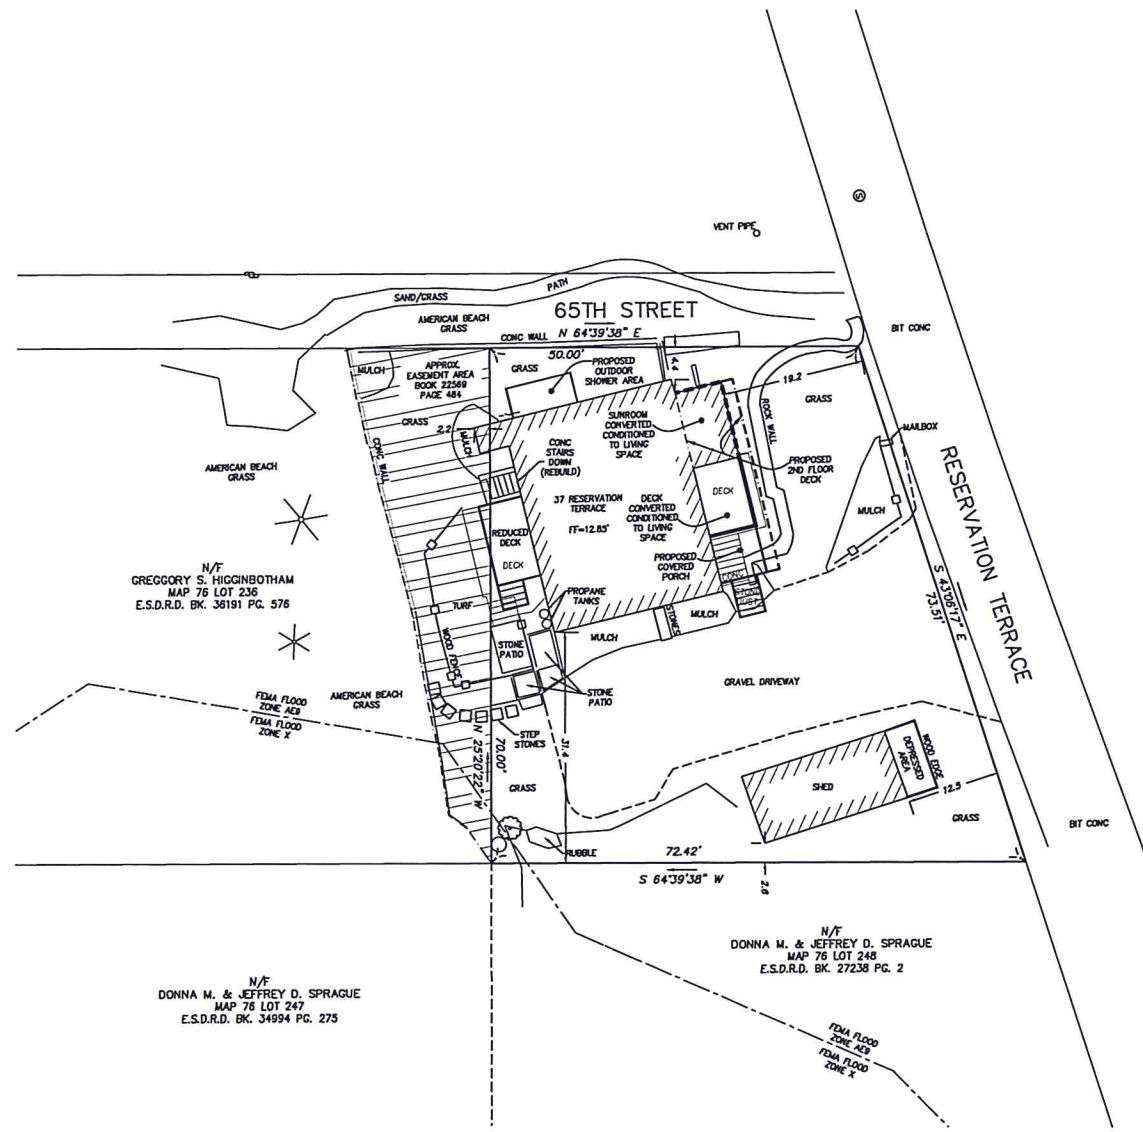 S
VENT PIPE
PATH
SAND/GRASS
65TH STREET
AMERICAN BEACH
GRASS
BIT CONC
CONC WALL
N 64°39'38" E
50.00'
4.4
MULCH
APPROX.
EASEMENT AREA
BOOK 22569
PAGE 484
GRASS
PROPOSED
OUTDOOR
SHOWER AREA
19.2
GRASS
GRASS
2.2
MULCH
SUNROOM
CONVERTED
CONDITIONED
TO LIVING
SPACE
ROCK WALL
MAILBOX
CONC WALL
CONC
STAIRS
DOWN
(REBUILD)
PROPOSED
2ND FLOOR
DECK
AMERICAN BEACH
GRASS
RESERVATION TERRACE
37 RESERVATION
TERRACE
FF=12.85'
DECK
CONVERTED
CONDITIONED
TO LIVING
SPACE
DECK
MULCH
REDUCED
DECK
DECK
PROPOSED
COVERED
PORCH
CONC
S 43°06'17" E
73.51'
N/F
GREGGORY S. HIGGINBOTHAM
MAP 76 LOT 236
E.S.D.R.D. BK. 36191 PG. 576
PROPANE
TANKS
STONE
DUST
TURF
MULCH
STONES
MULCH
WOOD FENCE
STONE
PATIO
GRAVEL DRIVEWAY
FEMA FLOOD
ZONE AE9
FEMA FLOOD
ZONE X
AMERICAN BEACH
GRASS
STONE
PATIO
STEP
STONES
31.4
N 25°20'22" W
70.00'
WOOD EDGE
DEPRESSED
AREA
SHED
GRASS
12.5
GRASS
BIT CONC
RUBBLE
72.42'
S 64°39'38" W
2.6
N/F
DONNA M. & JEFFREY D. SPRAGUE
MAP 76 LOT 248
E.S.D.R.D. BK. 27238 PG. 2
N/F
DONNA M. & JEFFREY D. SPRAGUE
MAP 76 LOT 247
E.S.D.R.D. BK. 34994 PG. 275
FEMA FLOOD
ZONE AE9
FEMA FLOOD
ZONE X